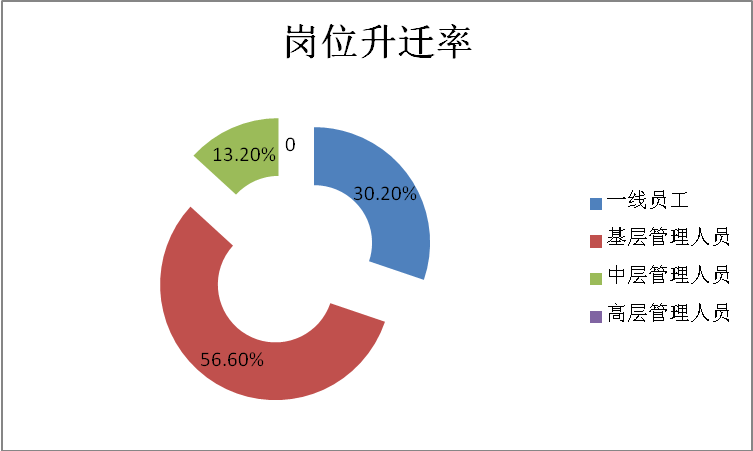 岗位升迁率
0
13.20%
30.20%
56.60%
一线员工
基层管理人员
中层管理人员
高层管理人员